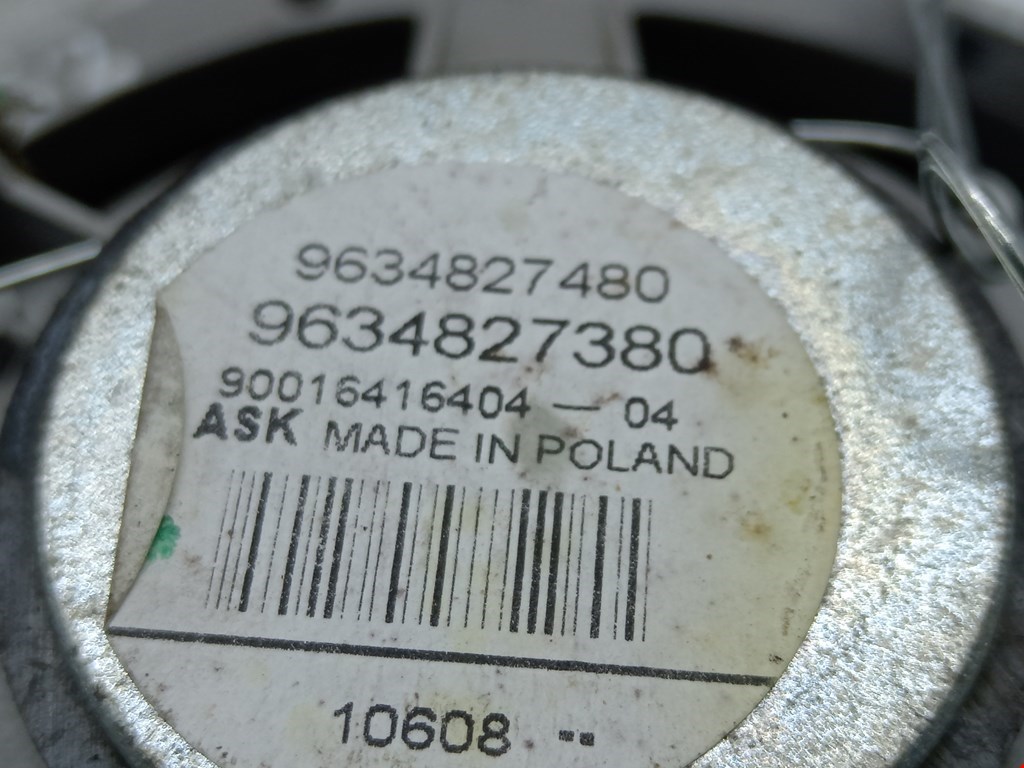 9634827480
9634827380
90016416404 — 04
ASK MADE IN POLAND
10608 --